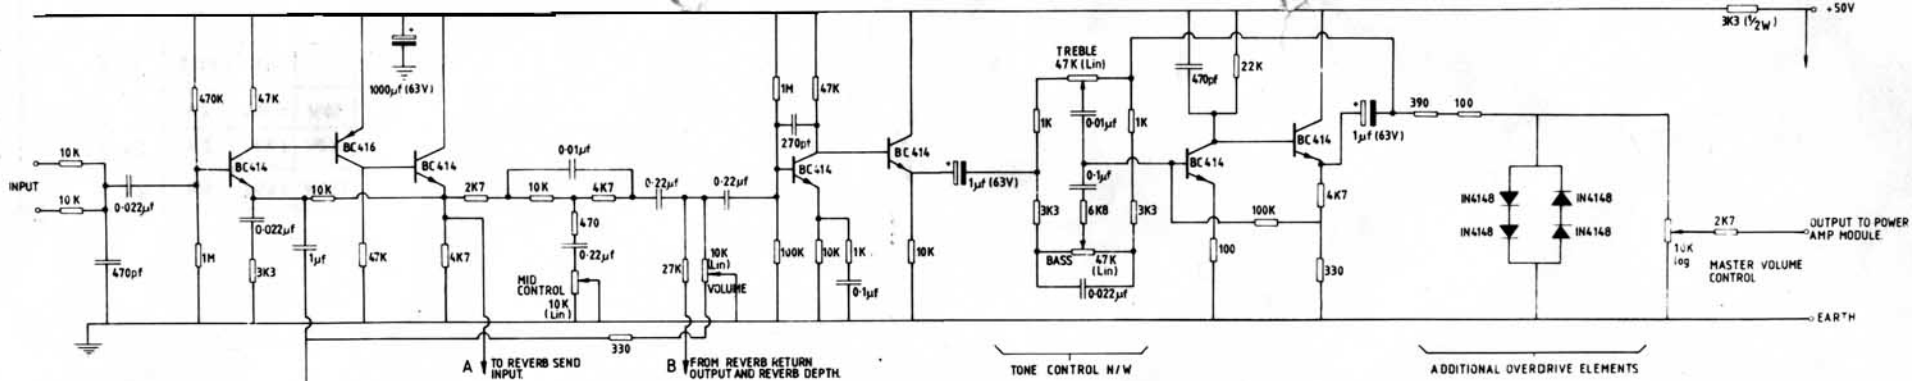 +50V
3K3 (½W)
TREBLE
47K (Lin)
470pf
22K
470K
47K
1000µf (63V)
1M
47K
270pf
0·01µf
1K
0·01µf
1K
1µf (63V)
390
100
10K
INPUT
10K
0·022µf
BC414
BC416
BC414
10K
2K7
10K
4K7
0·22µf
0·22µf
BC414
BC414
1µf (63V)
BC414
BC414
0·022µf
3K3
470pf
1M
1µf
47K
4K7
470
0·22µf
MID
CONTROL
10K
(Lin)
27K
10K
(Lin)
VOLUME
100K
10K
1K
0·1µf
10K
3K3
0·1µf
6K8
3K3
BASS
47K
(Lin)
0·022µf
100K
100
4K7
330
IN4148
IN4148
IN4148
IN4148
10K
log
2K7
OUTPUT TO POWER
AMP MODULE.
MASTER VOLUME
CONTROL
EARTH
330
A
TO REVERB SEND
INPUT.
B
FROM REVERB RETURN
OUTPUT AND REVERB DEPTH.
TONE CONTROL N/W
ADDITIONAL OVERDRIVE ELEMENTS